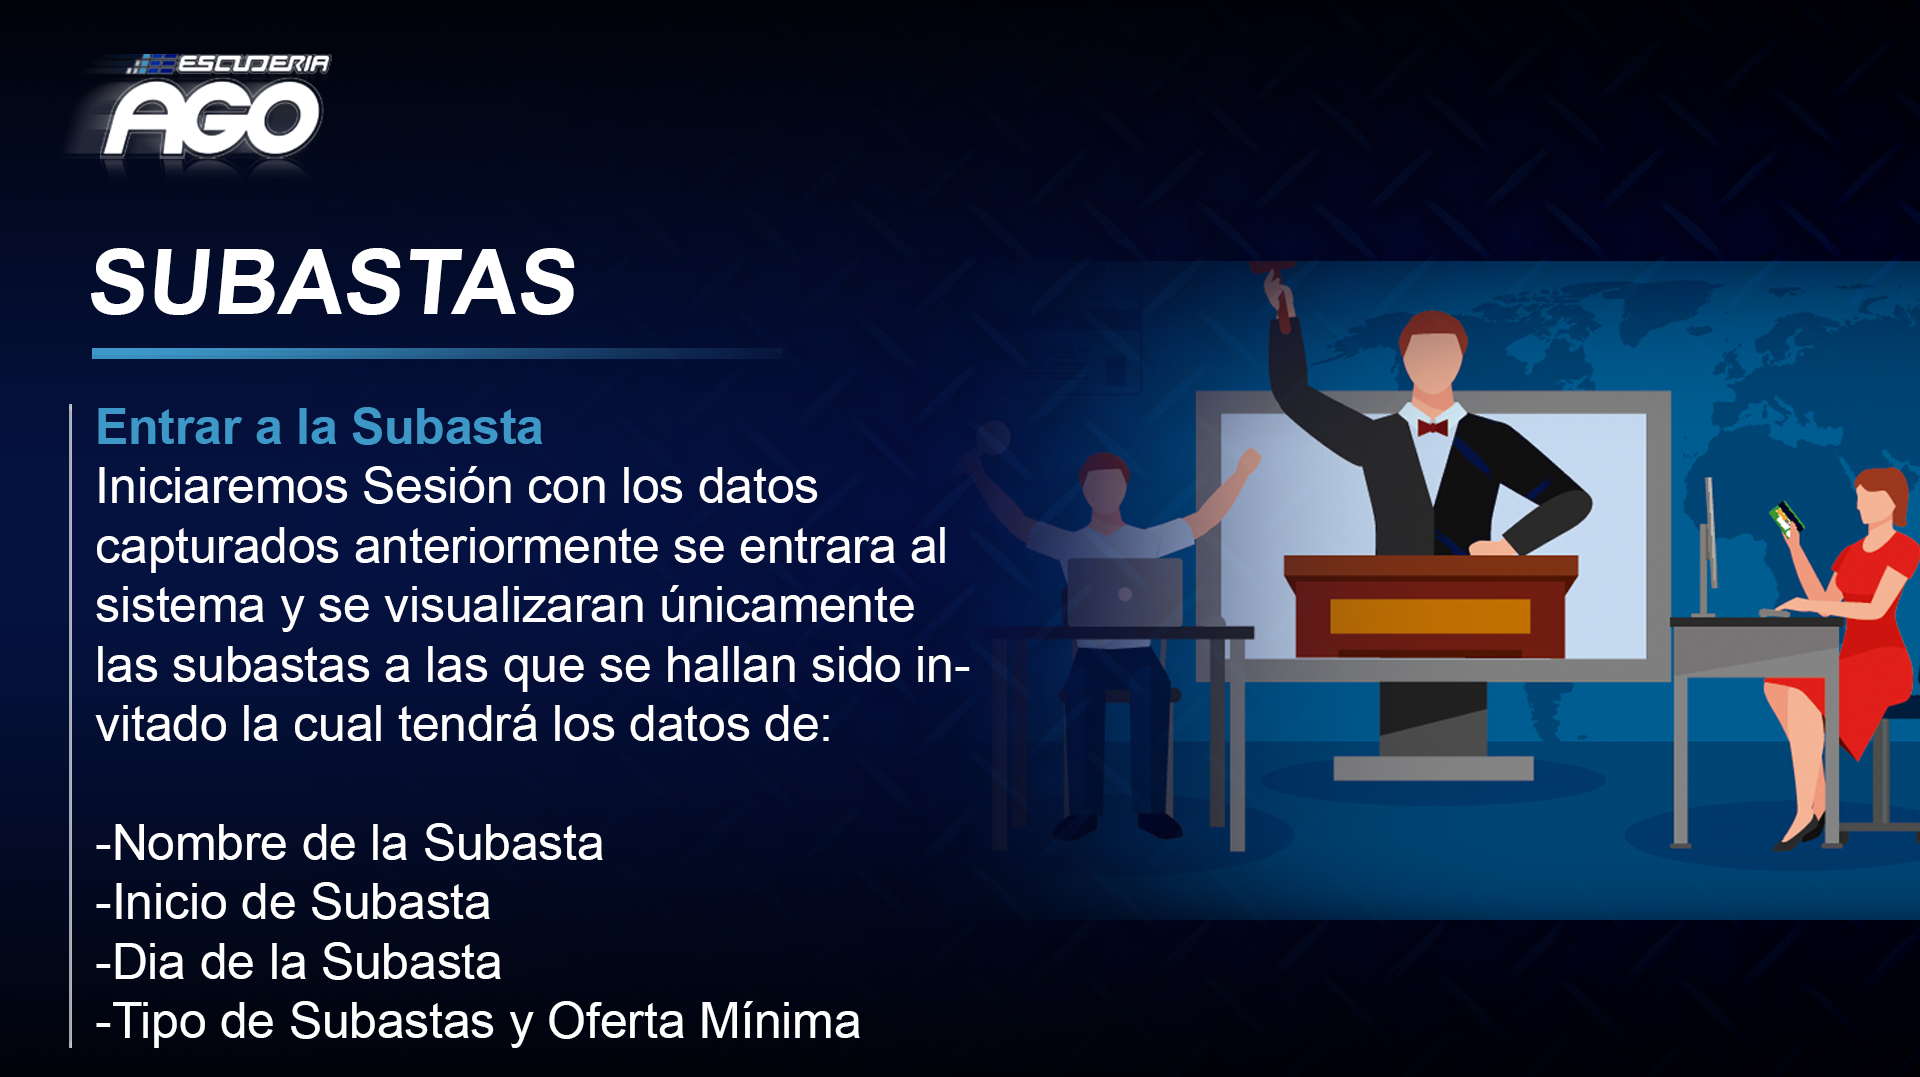 ESCUDERIA
AGO
SUBASTAS
Entrar a la Subasta
Iniciaremos Sesión con los datos
capturados anteriormente se entrara al
sistema y se visualizaran únicamente
las subastas a las que se hallan sido in-
vitado la cual tendrá los datos de:
-Nombre de la Subasta
-Inicio de Subasta
-Dia de la Subasta
-Tipo de Subastas y Oferta Mínima